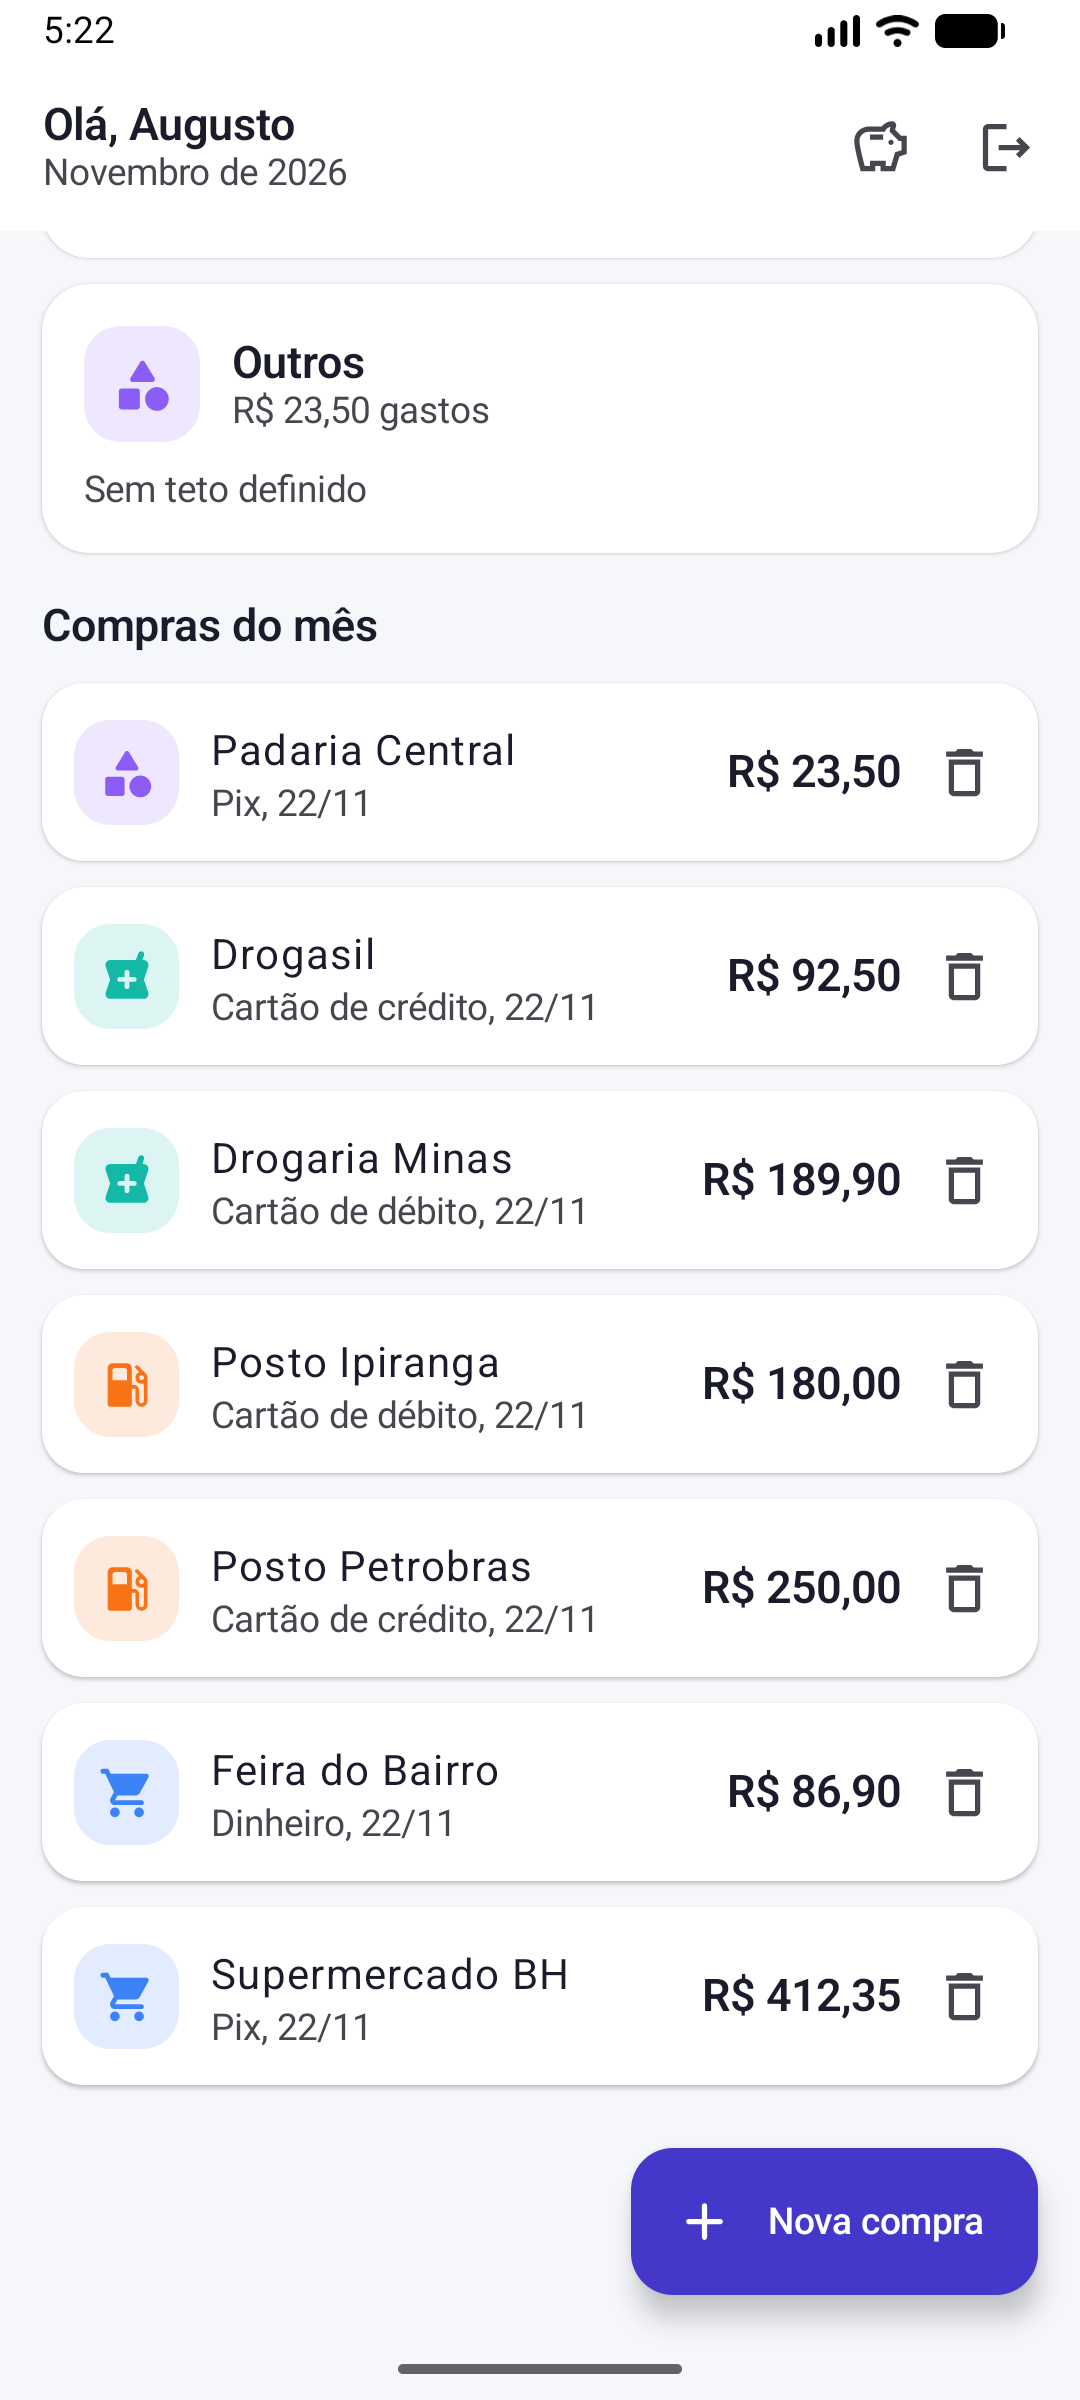 5:22
Olá, Augusto
Novembro de 2026
Outros
R$ 23,50 gastos
Sem teto definido
Compras do mês
Padaria Central
Pix, 22/11
R$ 23,50
Drogasil
Cartão de crédito, 22/11
R$ 92,50
Drogaria Minas
Cartão de débito, 22/11
R$ 189,90
Posto Ipiranga
Cartão de débito, 22/11
R$ 180,00
Posto Petrobras
Cartão de crédito, 22/11
R$ 250,00
Feira do Bairro
Dinheiro, 22/11
R$ 86,90
Supermercado BH
Pix, 22/11
R$ 412,35
Nova compra